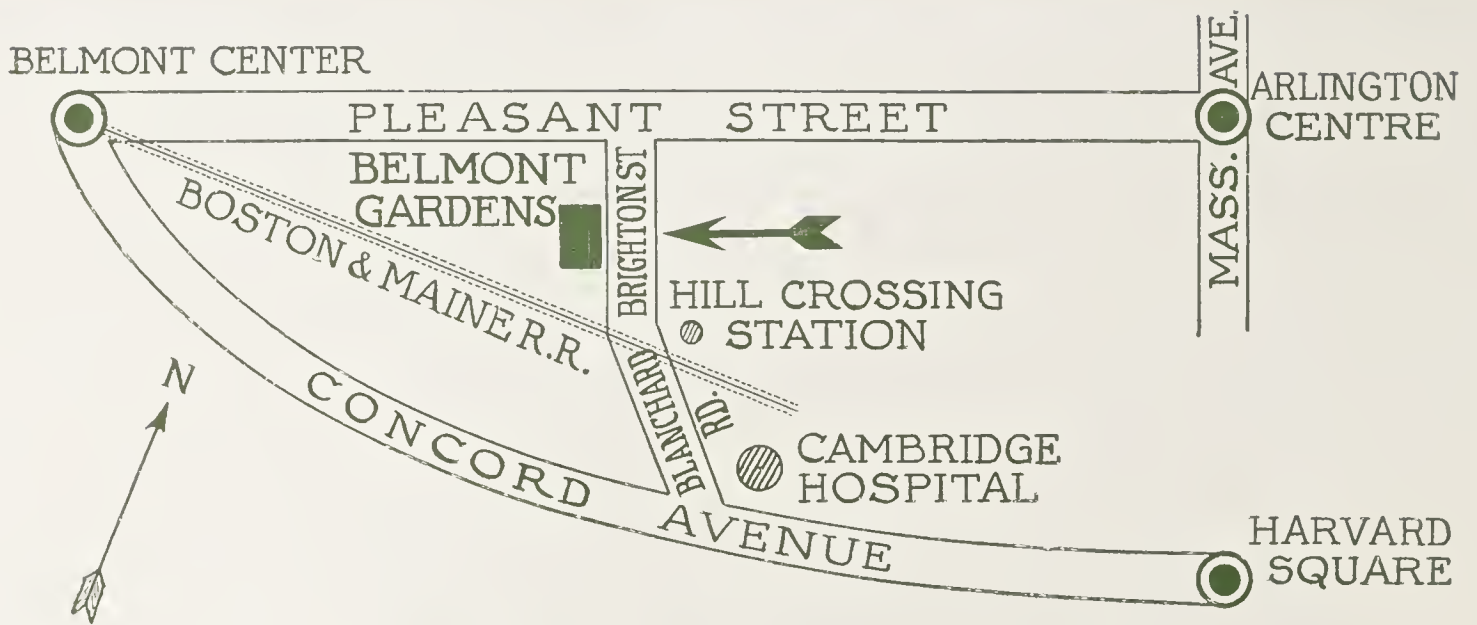 BELMONT CENTER
PLEASANT STREET
MASS. AVE.
ARLINGTON
CENTRE
BELMONT
GARDENS
BRIGHTON ST
BOSTON & MAINE R.R.
HILL CROSSING
STATION
N
CONCORD AVENUE
BLANCHARD RD.
CAMBRIDGE
HOSPITAL
HARVARD
SQUARE